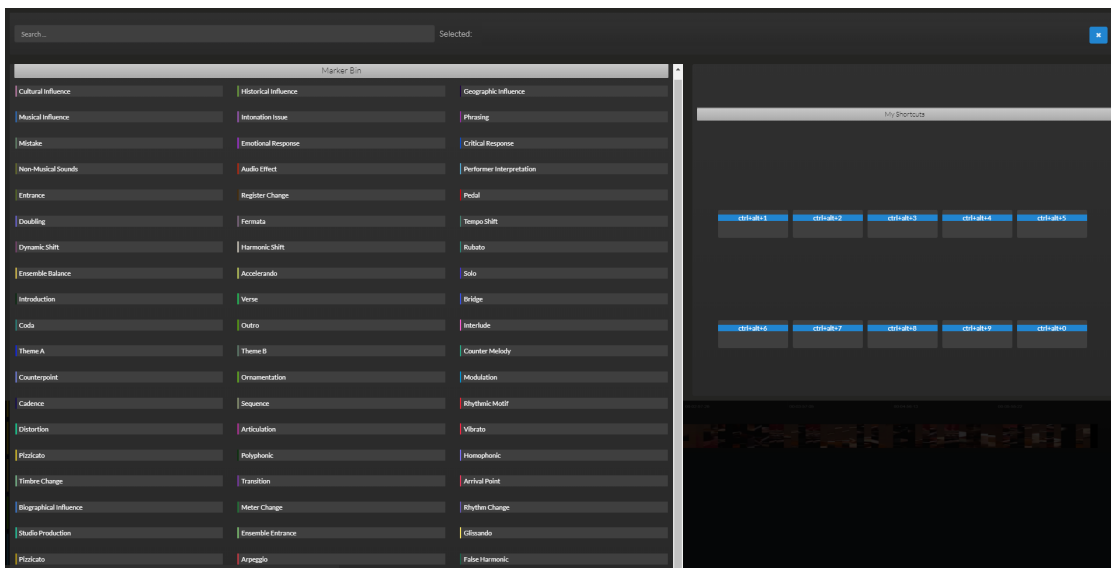 Search...
Selected:
Marker Bin
Cultural Influence Historical Influence Geographic Influence
Musical Influence Intonation Issue Phrasing
Mistake Emotional Response Critical Response
Non-Musical Sounds Audio Effect Performer Interpretation
Entrance Register Change Pedal
Doubling Fermata Tempo Shift
Dynamic Shift Harmonic Shift Rubato
Ensemble Balance Accelerando Solo
Introduction Verse Bridge
Coda Outro Interlude
Theme A Theme B Counter Melody
Counterpoint Ornamentation Modulation
Cadence Sequence Rhythmic Motif
Distortion Articulation Vibrato
Pizzicato Polyphonic Homophonic
Timbre Change Transition Arrival Point
Biographical Influence Meter Change Rhythm Change
Studio Production Ensemble Entrance Glissando
Pizzicato Arpeggio False Harmonic
My Shortcuts
ctrl+alt+1 ctrl+alt+2 ctrl+alt+3 ctrl+alt+4 ctrl+alt+5
ctrl+alt+6 ctrl+alt+7 ctrl+alt+8 ctrl+alt+9 ctrl+alt+0